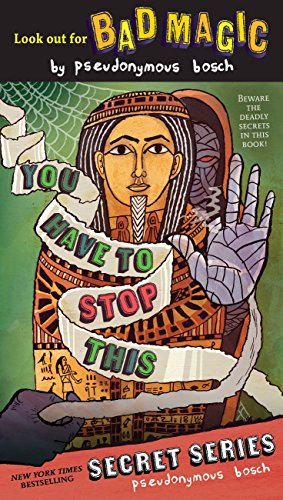 Look out for BAD MAGIC
by pseudonymous bosch
BEWARE
THE DEADLY
SECRETS
IN THIS
BOOK!
YOU
HAVE TO
STOP
THIS
NEW YORK TIMES
BESTSELLING
SECRET SERIES
pseudonymous bosch